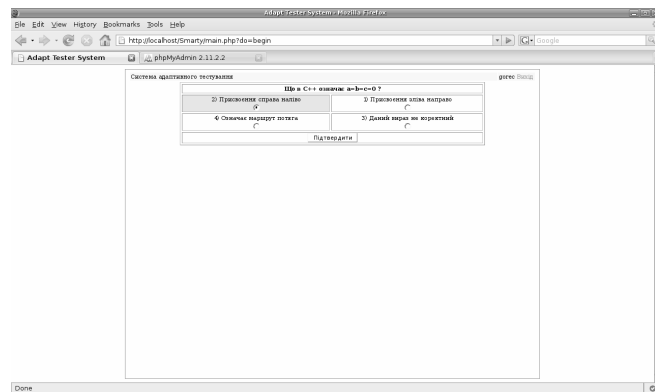 Adapt Tester System - Mozilla Firefox
File Edit View History Bookmarks Tools Help
http://localhost/Smarty/main.php?do=begin
Google
Adapt Tester System
phpMyAdmin 2.11.2.2
Система адаптивного тестування
gorec Вихід
Що в C++ означає a=b=c=0 ?
2) Присвоєння справа наліво
1) Присвоєння зліва направо
4) Означає маршрут потяга
3) Даний вираз не коректний
Підтвердити
Done